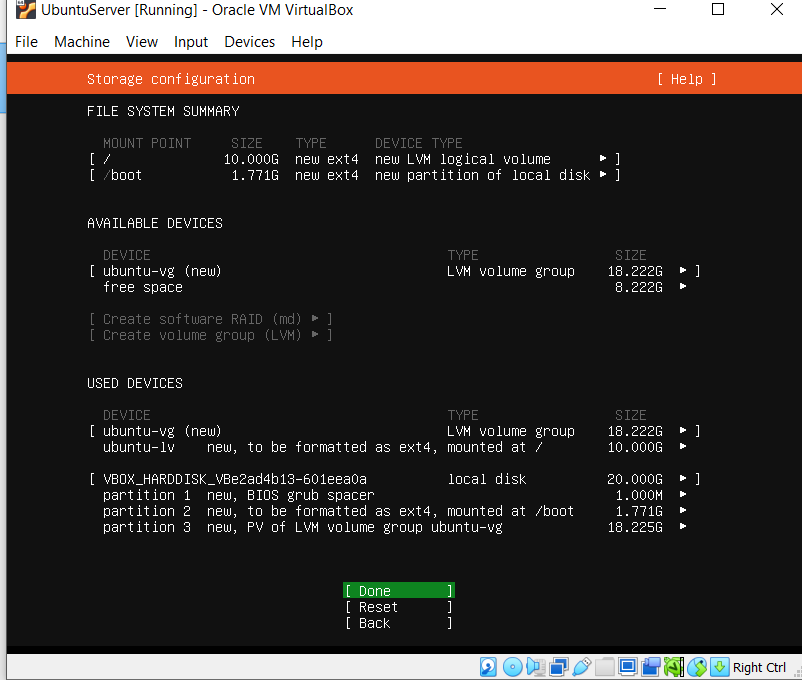 UbuntuServer [Running] - Oracle VM VirtualBox
File Machine View Input Devices Help
Storage configuration [ Help ]
FILE SYSTEM SUMMARY
MOUNT POINT SIZE TYPE DEVICE TYPE
[ / 10.000G new ext4 new LVM logical volume ▸ ]
[ /boot 1.771G new ext4 new partition of local disk ▸ ]
AVAILABLE DEVICES
DEVICE TYPE SIZE
[ ubuntu-vg (new) LVM volume group 18.222G ▸ ]
free space 8.222G ▸
[ Create software RAID (md) ▸ ]
[ Create volume group (LVM) ▸ ]
USED DEVICES
DEVICE TYPE SIZE
[ ubuntu-vg (new) LVM volume group 18.222G ▸ ]
ubuntu-lv new, to be formatted as ext4, mounted at / 10.000G ▸
[ VBOX_HARDDISK_VBe2ad4b13-601eea0a local disk 20.000G ▸ ]
partition 1 new, BIOS grub spacer 1.000M ▸
partition 2 new, to be formatted as ext4, mounted at /boot 1.771G ▸
partition 3 new, PV of LVM volume group ubuntu-vg 18.225G ▸
[ Done ]
[ Reset ]
[ Back ]
Right Ctrl